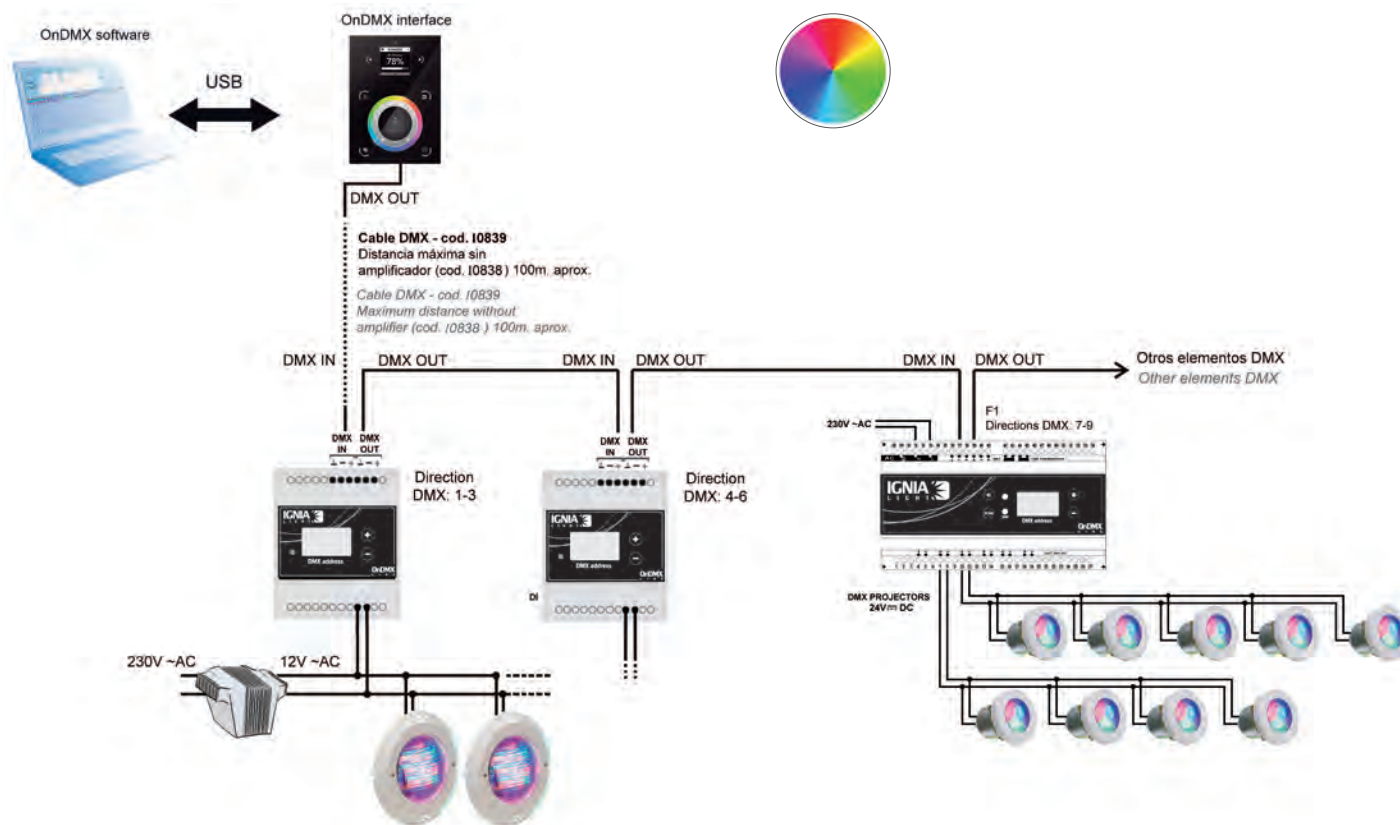 OnDMX software
OnDMX interface
USB
78%
DMX OUT
Cable DMX - cod. I0839
Distancia máxima sin
amplificador (cod. I0838 ) 100m. aprox.
Cable DMX - cod. I0839
Maximum distance without
amplifier (cod. I0838 ) 100m. aprox.
DMX IN
DMX OUT
DMX IN
DMX OUT
DMX IN
DMX OUT
Otros elementos DMX
Other elements DMX
230V ~AC
F1
Directions DMX: 7-9
DMX IN
DMX OUT
Direction
DMX: 1-3
IGNIA
LIGHT
DMX address
OnDMX
DMX IN
DMX OUT
Direction
DMX: 4-6
IGNIA
LIGHT
DMX address
OnDMX
DI
IGNIA
LIGHT
DMX address
OnDMX
DMX PROJECTORS
24V⎓ DC
230V ~AC
12V ~AC